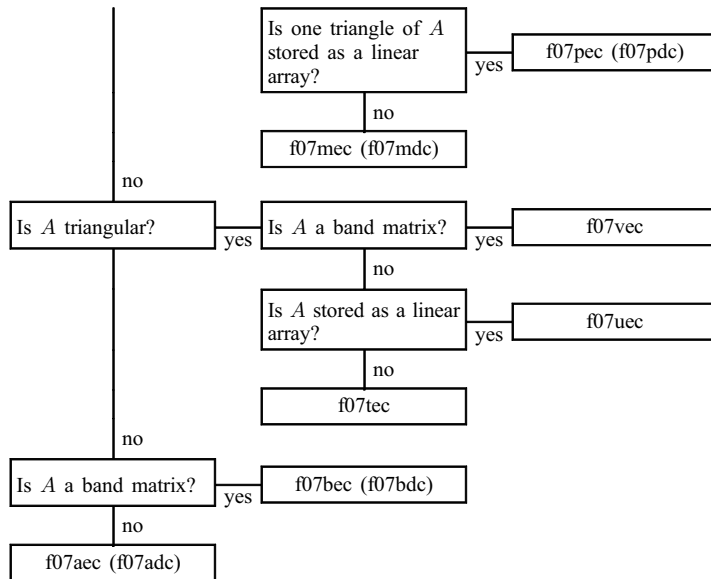 Is one triangle of A
stored as a linear
array?
yes
f07pec (f07pdc)
no
f07mec (f07mdc)
no
Is A triangular?
yes
Is A a band matrix?
yes
f07vec
no
Is A stored as a linear
array?
yes
f07uec
no
f07tec
no
Is A a band matrix?
yes
f07bec (f07bdc)
no
f07aec (f07adc)